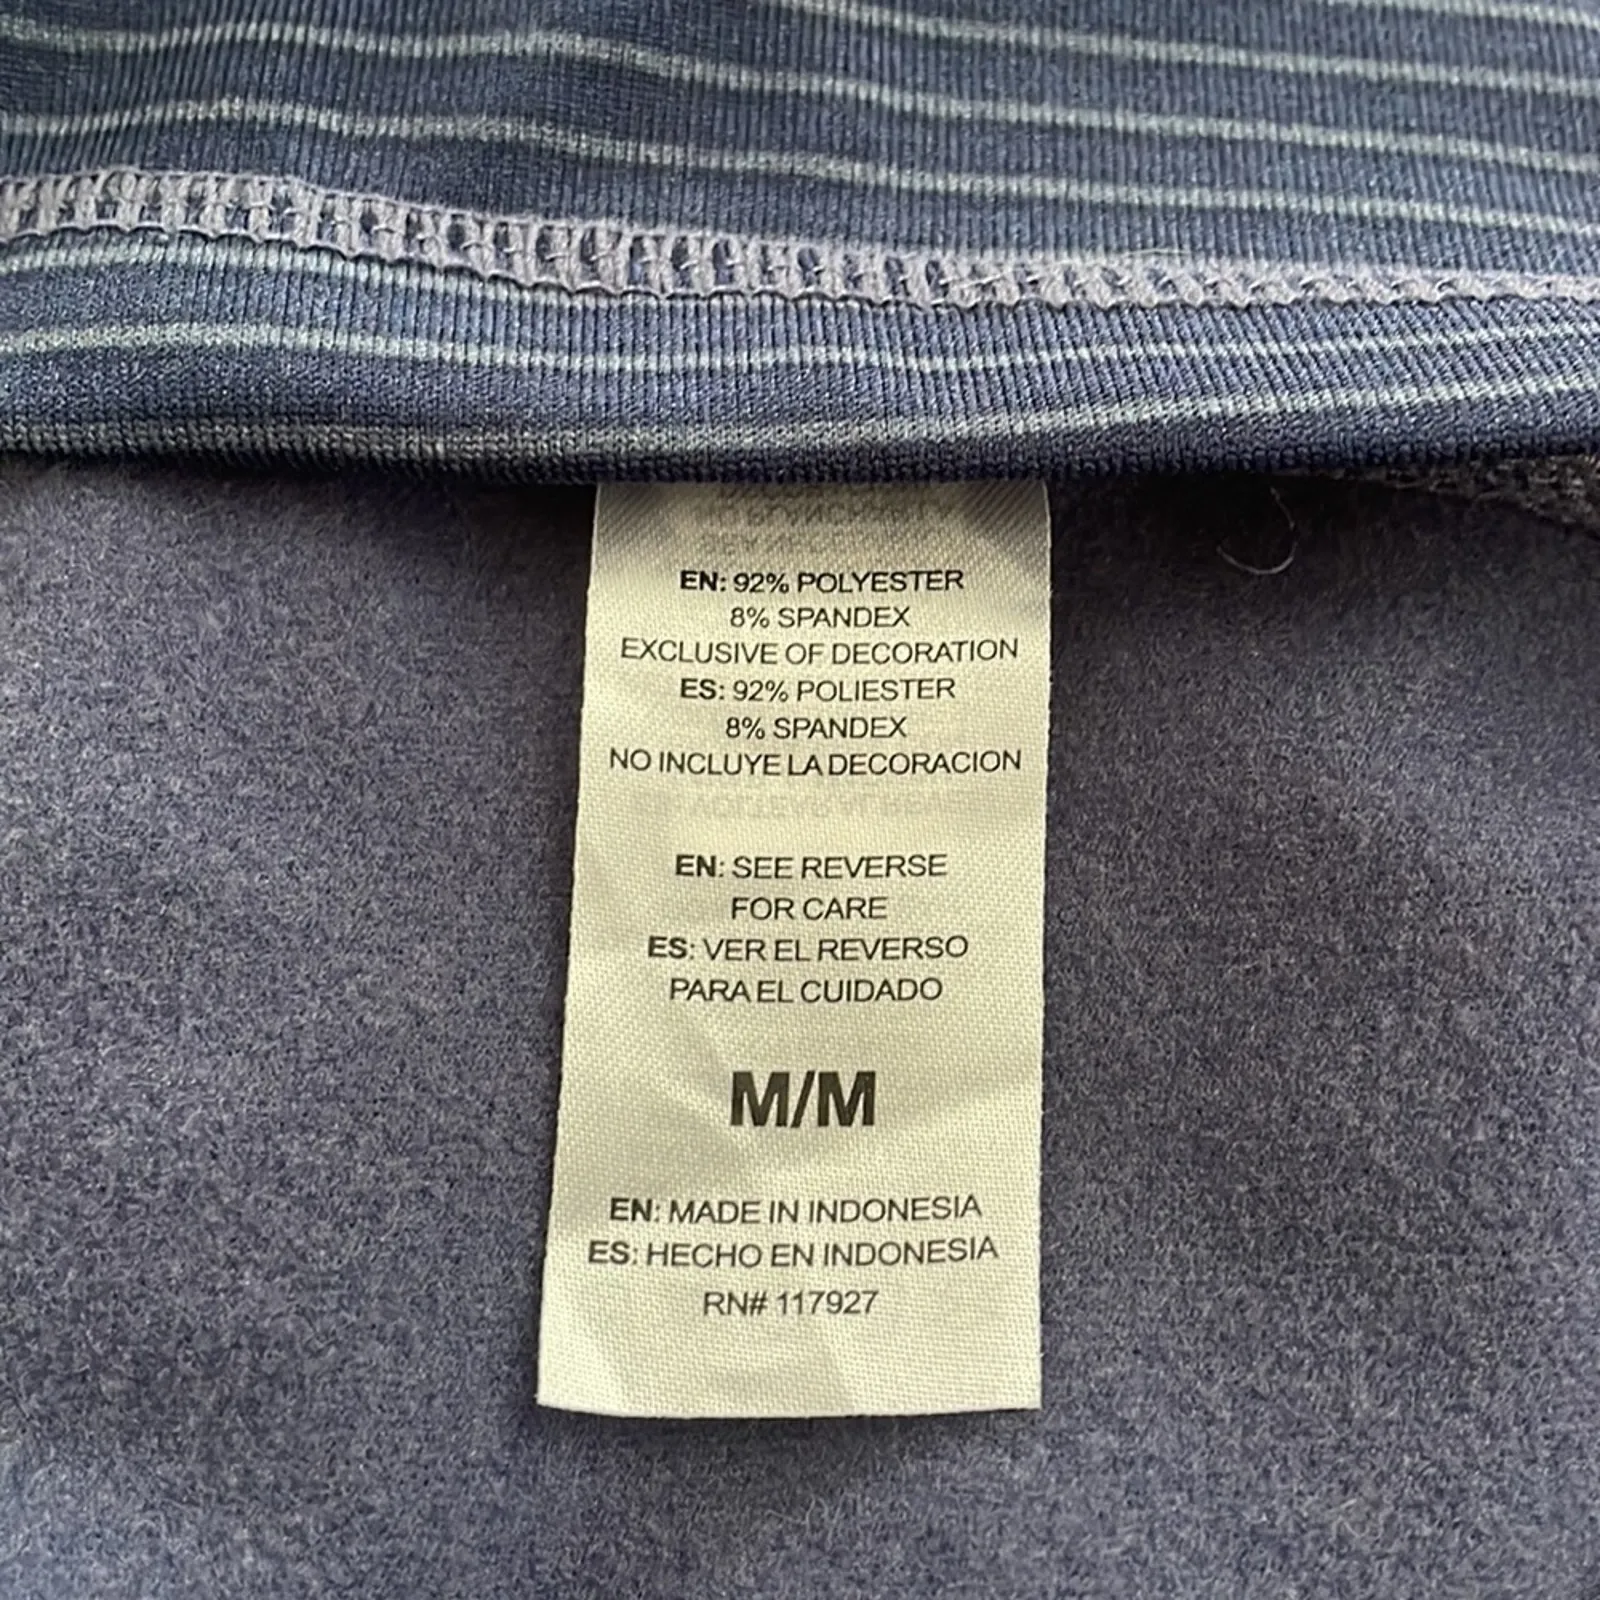 EN: 92% POLYESTER
8% SPANDEX
EXCLUSIVE OF DECORATION
ES: 92% POLIESTER
8% SPANDEX
NO INCLUYE LA DECORACION
EN: SEE REVERSE
FOR CARE
ES: VER EL REVERSO
PARA EL CUIDADO
M/M
EN: MADE IN INDONESIA
ES: HECHO EN INDONESIA
RN# 117927